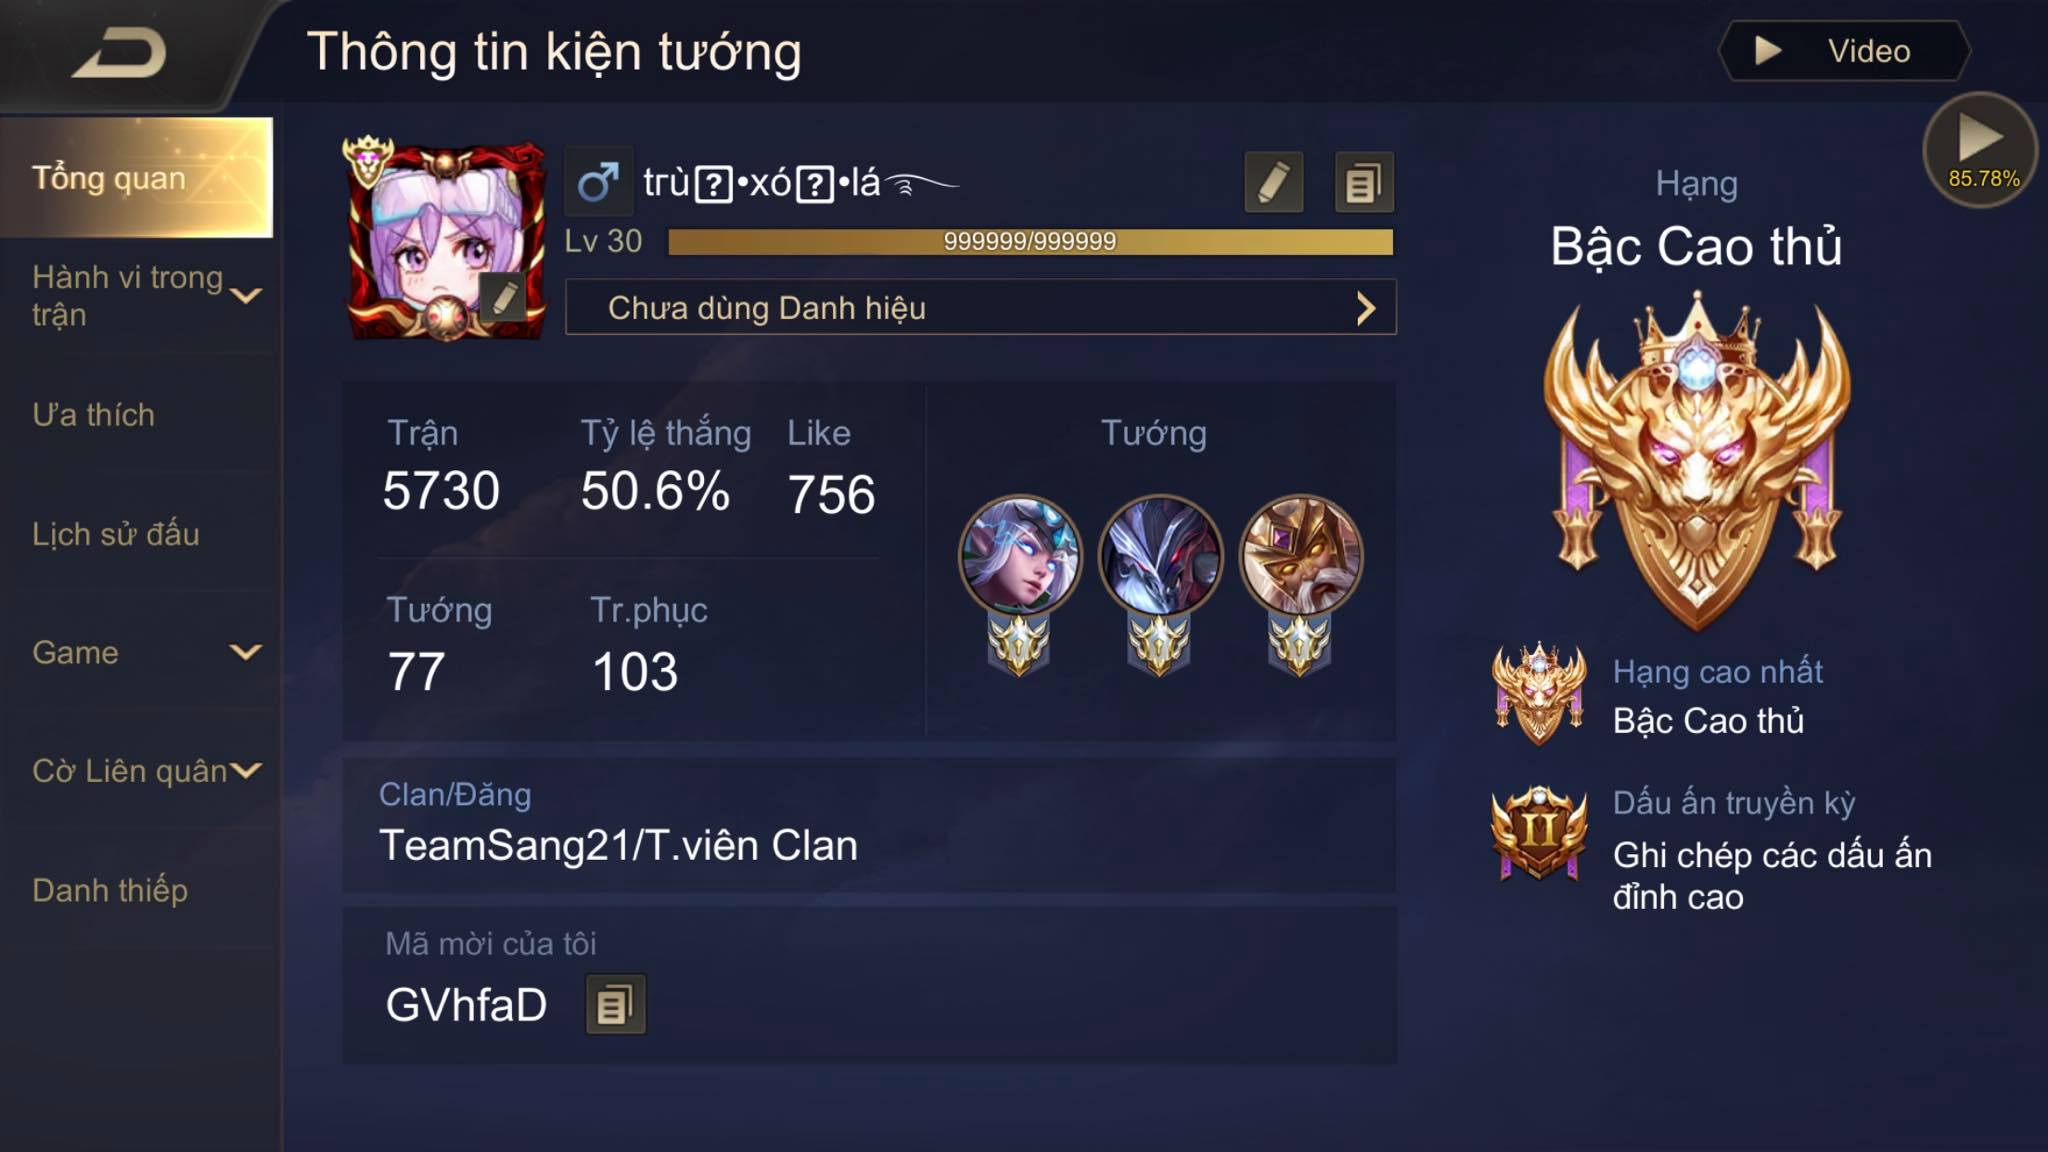 Thông tin kiện tướng
Video
85.78%
Tổng quan
Hành vi trong
trận
Ưa thích
Lịch sử đấu
Game
Cờ Liên quân
Danh thiếp
trù⍰•xó⍰•lá
Lv 30
999999/999999
Chưa dùng Danh hiệu
Trận Tỷ lệ thắng Like
5730 50.6% 756
Tướng Tr.phục
77 103
Tướng
Clan/Đăng
TeamSang21/T.viên Clan
Mã mời của tôi
GVhfaD
Hạng
Bậc Cao thủ
Hạng cao nhất
Bậc Cao thủ
II
Dấu ấn truyền kỳ
Ghi chép các dấu ấn
đỉnh cao